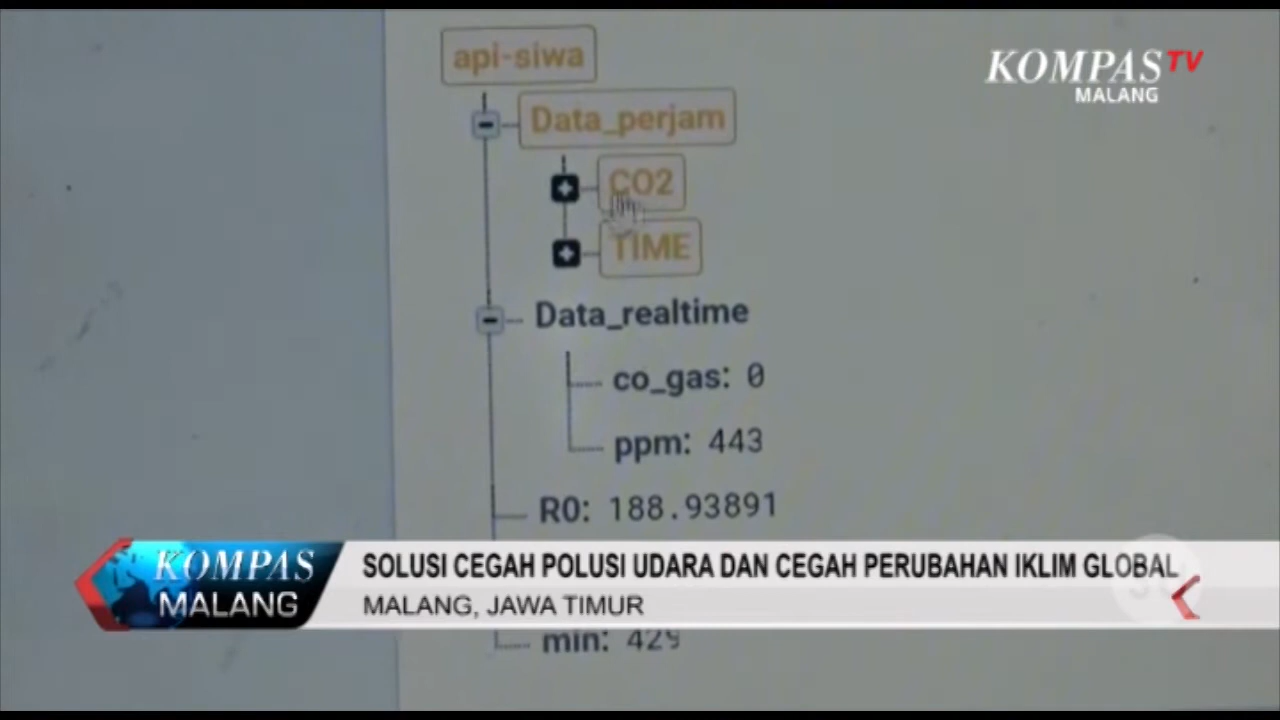 api-siwa
KOMPAS TV
MALANG
Data_perjam
CO2
TIME
Data_realtime
co_gas: 0
ppm: 443
R0: 188.93891
KOMPAS
MALANG
SOLUSI CEGAH POLUSI UDARA DAN CEGAH PERUBAHAN IKLIM GLOBAL
MALANG, JAWA TIMUR
min: 429